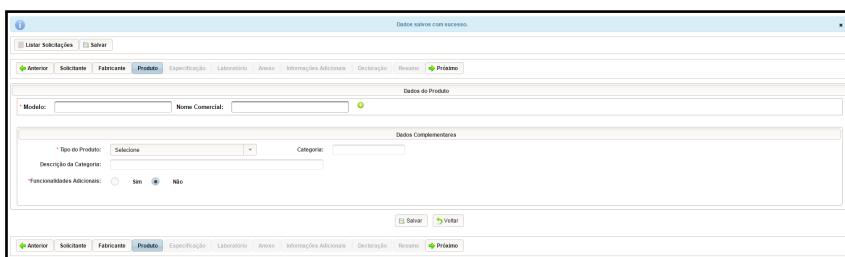 Dados salvos com sucesso.
Listar Solicitações Salvar
Anterior Solicitante Fabricante Produto Especificação Laboratório Anexo Informações Adicionais Declaração Resumo Próximo
Dados do Produto
* Modelo: Nome Comercial:
Dados Complementares
* Tipo do Produto: Selecione Categoria:
Descrição da Categoria:
*Funcionalidades Adicionais: Sim Não
Salvar Voltar
Anterior Solicitante Fabricante Produto Especificação Laboratório Anexo Informações Adicionais Declaração Resumo Próximo